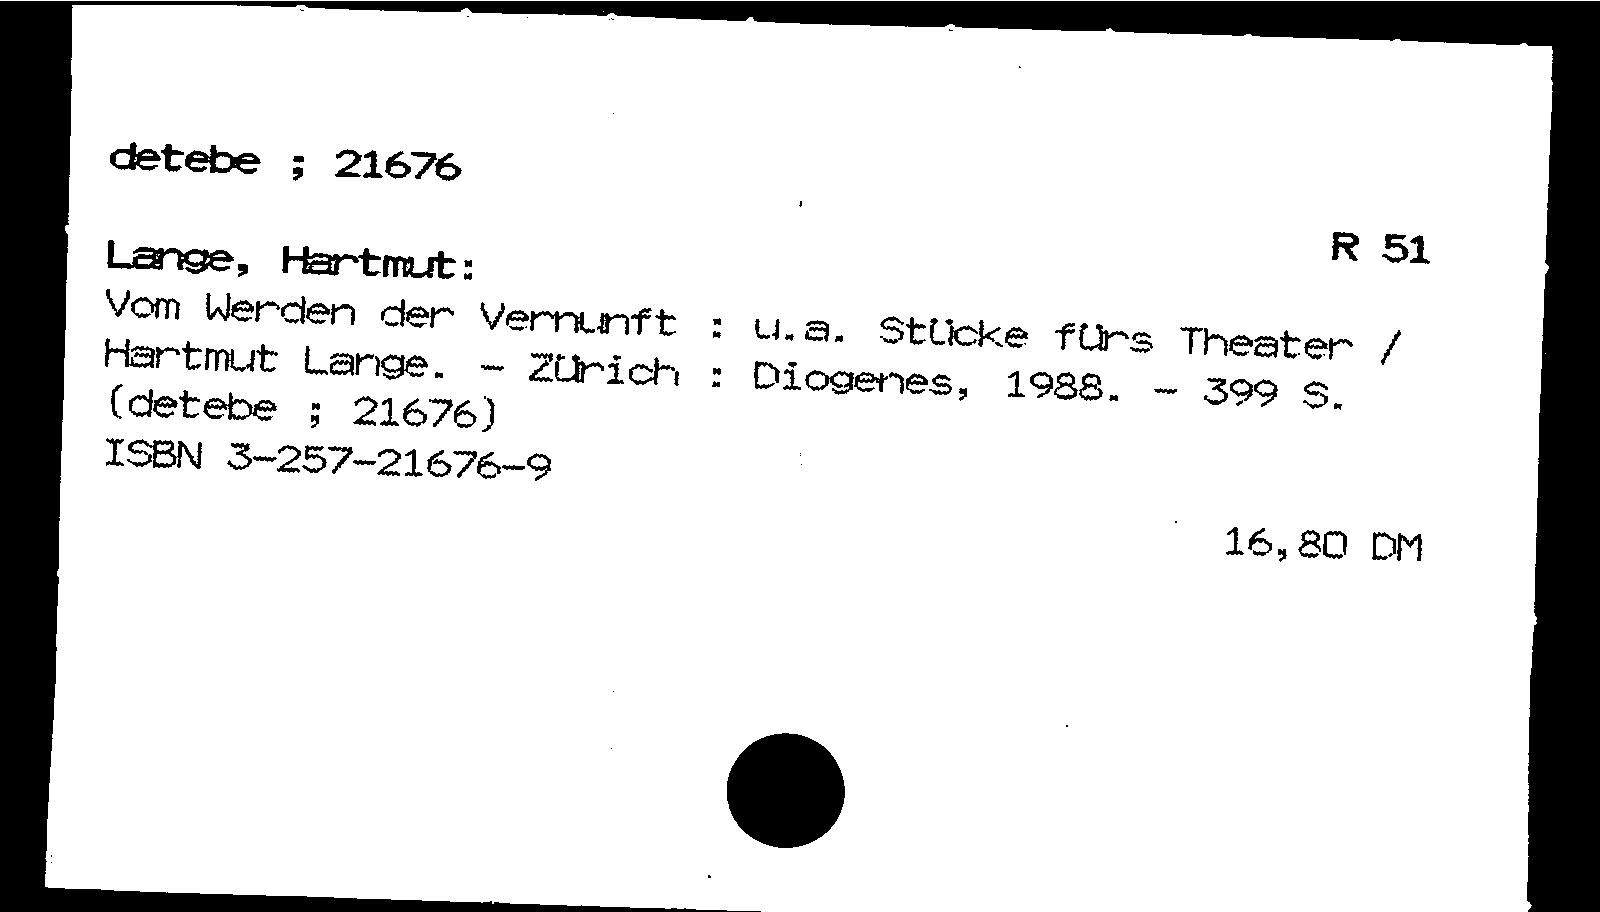 detebe ; 21676
R 51
Lange, Hartmut:
Vom Werden der Vernunft : u.a. Stücke fürs Theater /
Hartmut Lange. - Zürich : Diogenes, 1988. - 399 S.
(detebe ; 21676)
ISBN 3-257-21676-9
16,80 DM